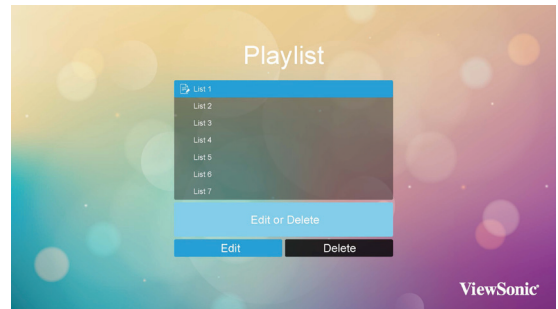 Playlist
List 1
List 2
List 3
List 4
List 5
List 6
List 7
Edit or Delete
Edit Delete
ViewSonic